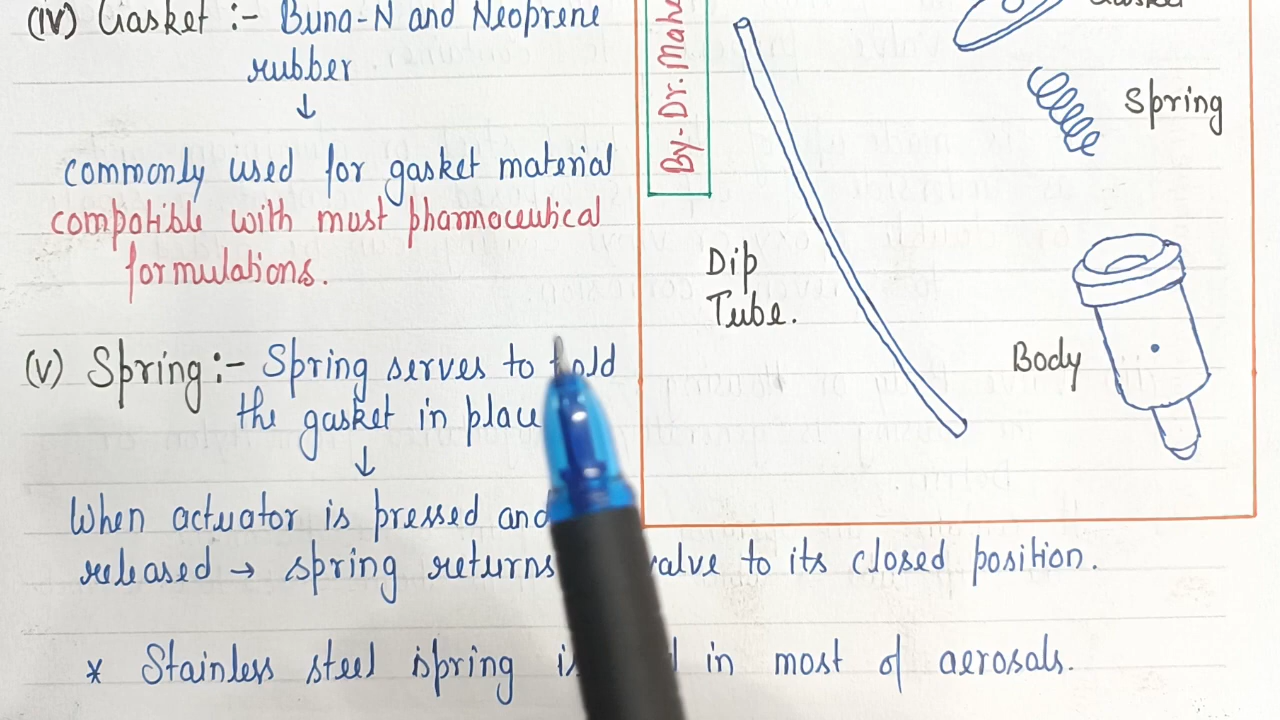 (iv) Gasket :- Buna-N and Neoprene
rubber
↓
commonly used for gasket material
compatible with most pharmaceutical
formulations.
(v) Spring :- Spring serves to hold
the gasket in place
↓
When actuator is pressed and
released → spring returns valve to its closed position.
* Stainless steel spring is in most of aerosols.
By- Dr. Mahe
Spring
Dip
Tube.
Body